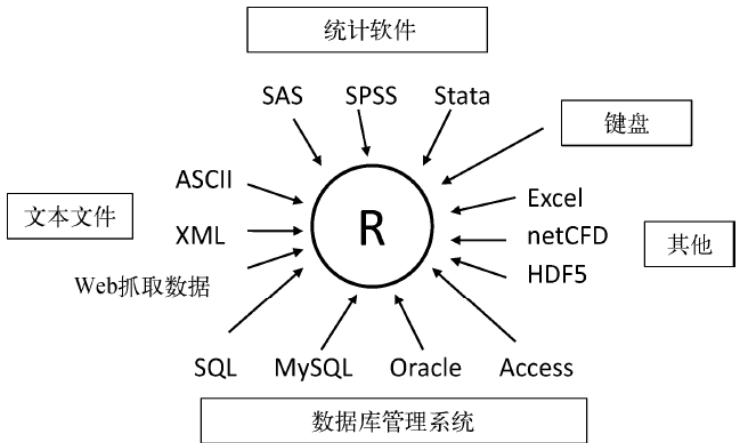 统计软件
SAS SPSS Stata
键盘
ASCII
Excel
文本文件
R
XML
netCFD
其他
HDF5
Web抓取数据
SQL MySQL Oracle Access
数据库管理系统